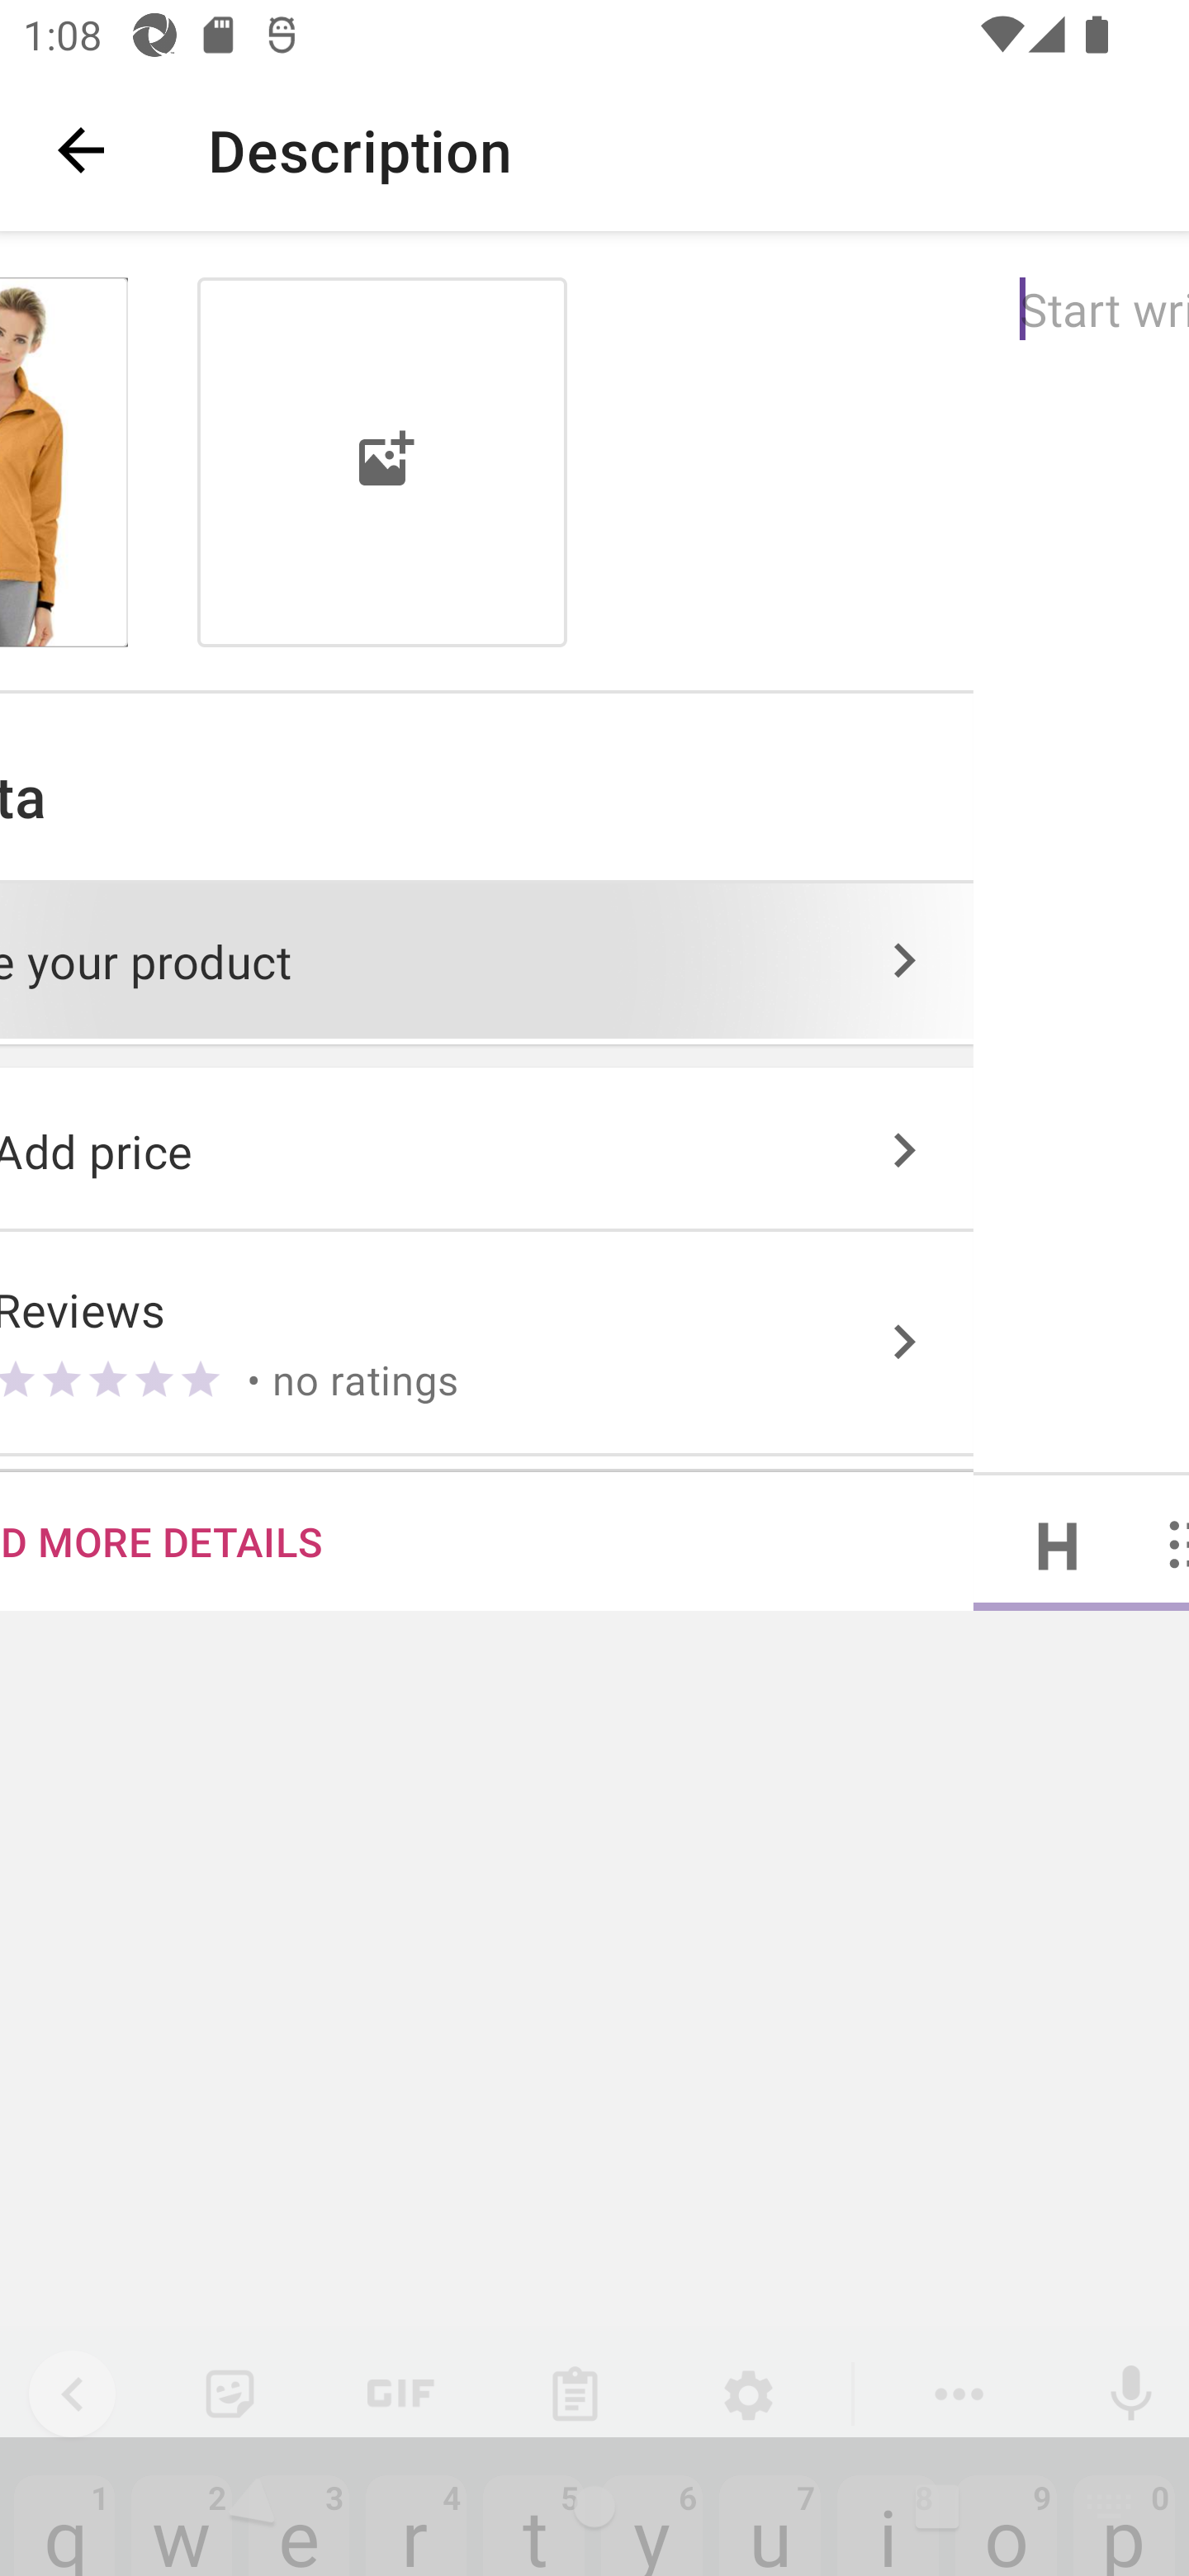 1:08
Description
Start wri
ta
e your product
Add price
Reviews
• no ratings
D MORE DETAILS
H
GIF
1 2 3 4 5 6 7 8 9 0
q w e r t y u i o p